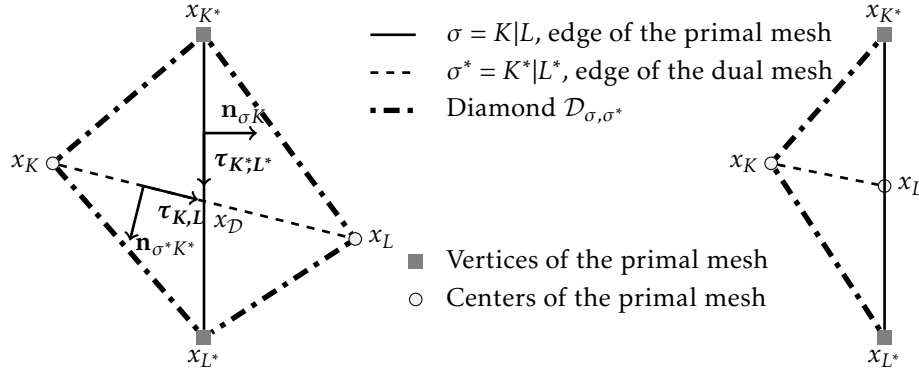 x_{K*}
x_{K*}
σ = K|L, edge of the primal mesh
σ* = K*|L*, edge of the dual mesh
Diamond 𝒟_{σ,σ*}
n_{σK}
τ_{K*,L*}
x_K
x_K
τ_{K,L}
x_𝒟
x_L
x_L
n_{σ*K*}
Vertices of the primal mesh
Centers of the primal mesh
x_{L*}
x_{L*}